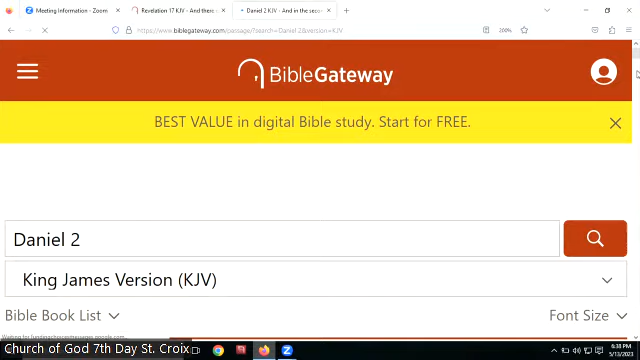 Meeting Information - Zoom
Revelation 17 KJV - And there
Daniel 2 KJV - And in the secon
https://www.biblegateway.com/passage/?search=Daniel 2&version=KJV
200%
BibleGateway
BEST VALUE in digital Bible study. Start for FREE.
Daniel 2
King James Version (KJV)
Bible Book List
Font Size
Church of God 7th Day St. Croix
6:38 PM
5/13/2023